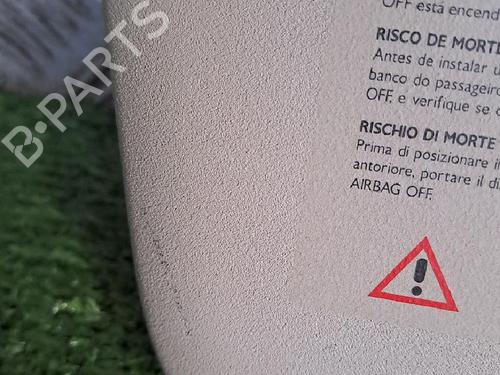 OFF está encend
RISCO DE MORTE
Antes de instalar u
banco do passageiro
OFF, e verifique se o
RISCHIO DI MORTE
Prima di posizionare il
antoriore, portare il di
AIRBAG OFF.
B-PARTS